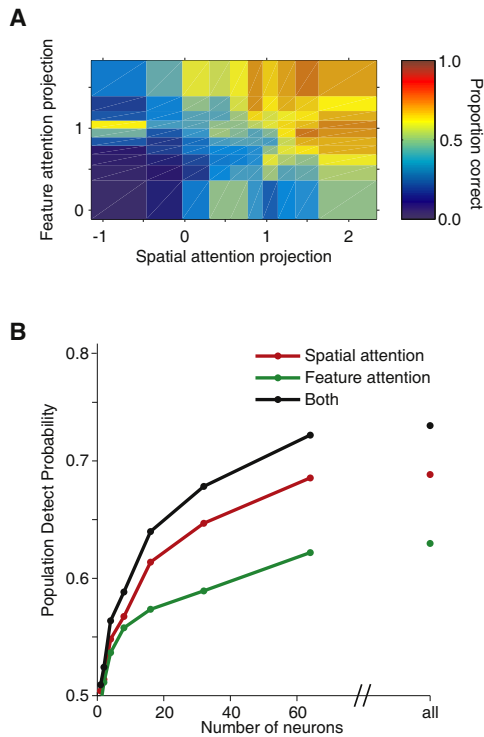 A
Feature attention projection
1
0
-1
0
1
2
Spatial attention projection
1.0
0.5
0.0
Proportion correct
B
Population Detect Probability
0.8
0.7
0.6
0.5
Spatial attention
Feature attention
Both
0
20
40
60
all
Number of neurons